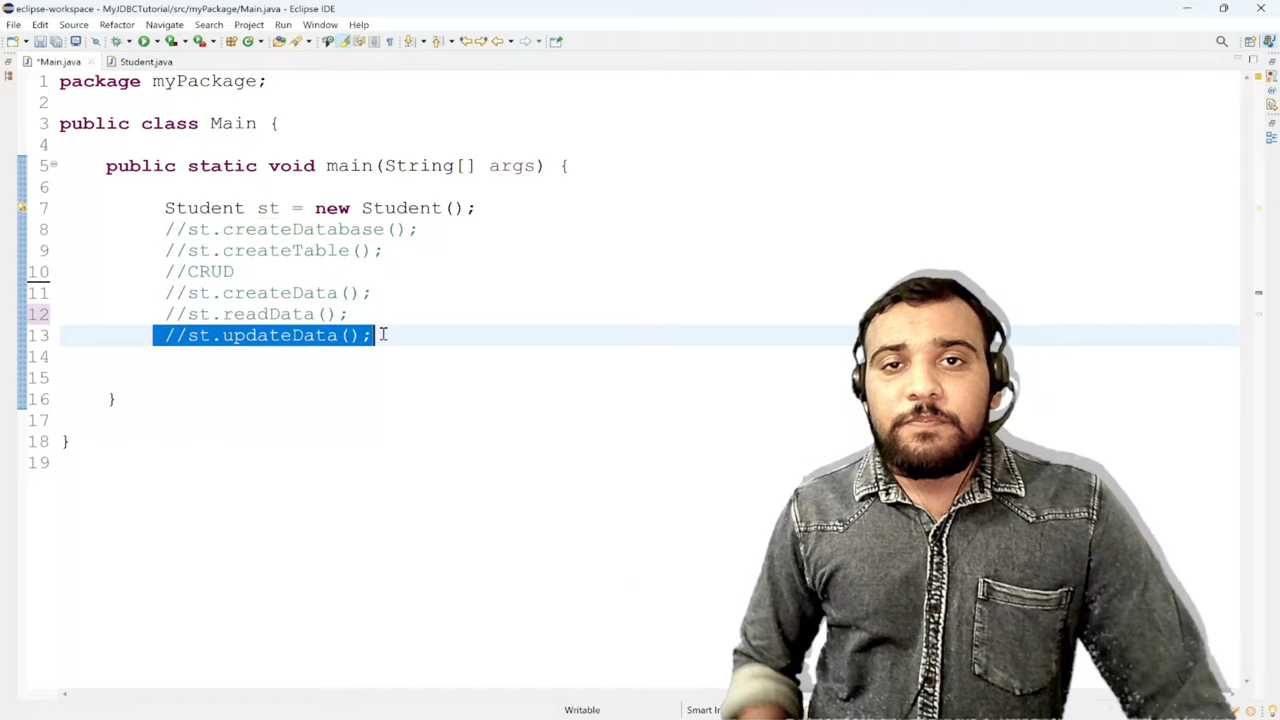 eclipse-workspace - MyJDBCTutorial/src/myPackage/Main.java - Eclipse IDE
File Edit Source Refactor Navigate Search Project Run Window Help
*Main.java Student.java
1 package myPackage;
2
3 public class Main {
4
5 public static void main(String[] args) {
6
7 Student st = new Student();
8 //st.createDatabase();
9 //st.createTable();
10 //CRUD
11 //st.createData();
12 //st.readData();
13 //st.updateData();
14
15
16 }
17
18 }
19
Writable Smart In